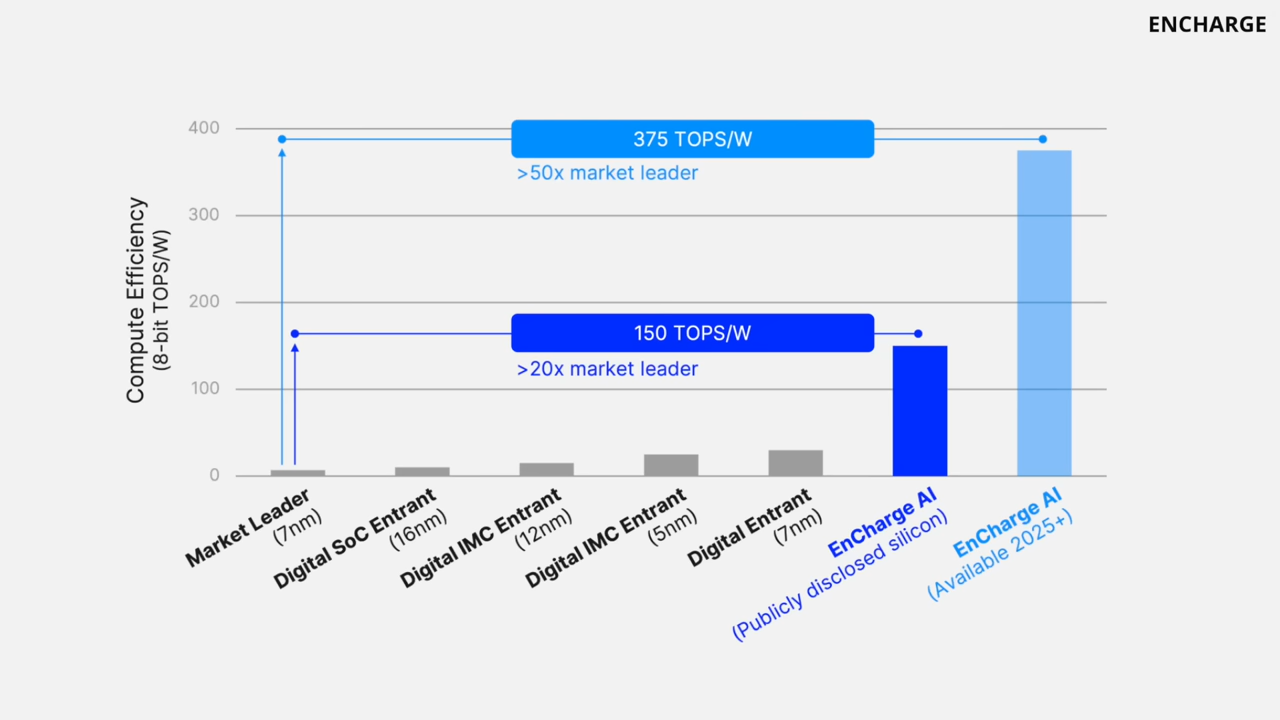 ENCHARGE
400
375 TOPS/W
>50x market leader
300
Compute Efficiency
(8-bit TOPS/W)
200
150 TOPS/W
>20x market leader
100
0
Market Leader
(7nm)
Digital SoC Entrant
(16nm)
Digital IMC Entrant
(12nm)
Digital IMC Entrant
(5nm)
Digital Entrant
(7nm)
EnCharge AI
(Publicly disclosed silicon)
EnCharge AI
(Available 2025+)